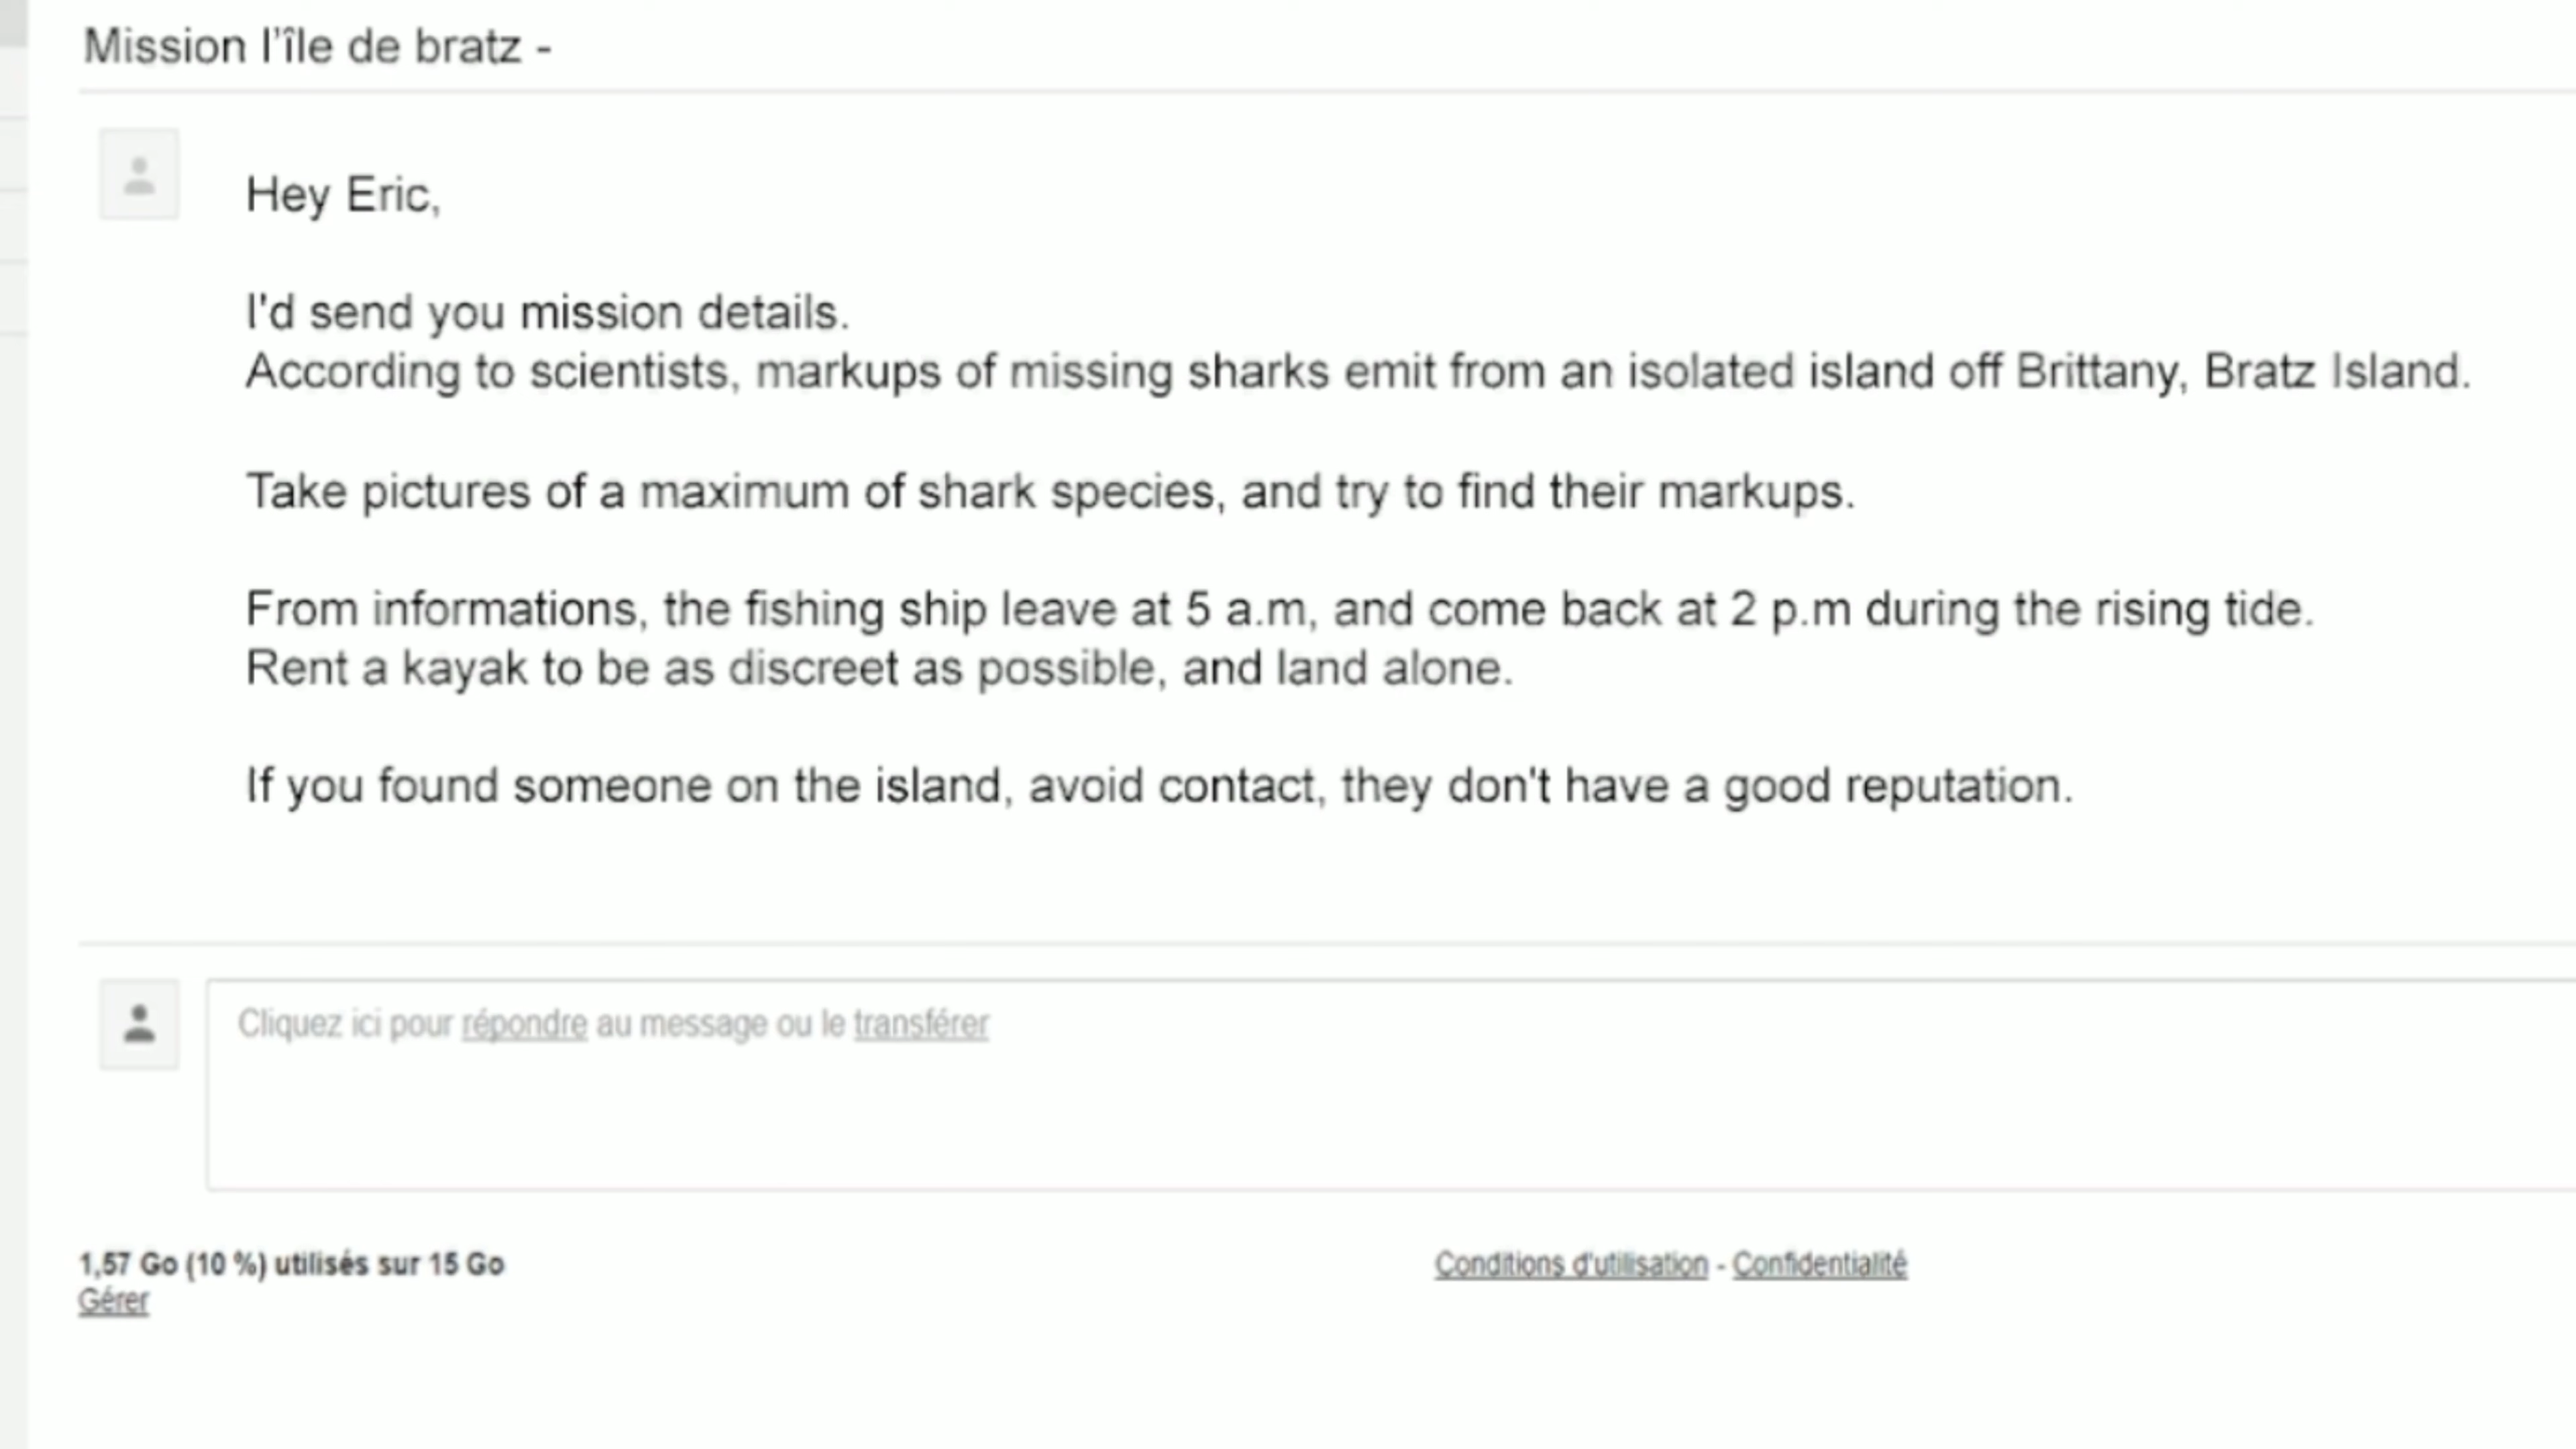 Mission l'île de bratz -
Hey Eric,
I'd send you mission details.
According to scientists, markups of missing sharks emit from an isolated island off Brittany, Bratz Island.
Take pictures of a maximum of shark species, and try to find their markups.
From informations, the fishing ship leave at 5 a.m, and come back at 2 p.m during the rising tide.
Rent a kayak to be as discreet as possible, and land alone.
If you found someone on the island, avoid contact, they don't have a good reputation.
Cliquez ici pour répondre au message ou le transférer
1,57 Go (10 %) utilisés sur 15 Go
Gérer
Conditions d'utilisation - Confidentialité